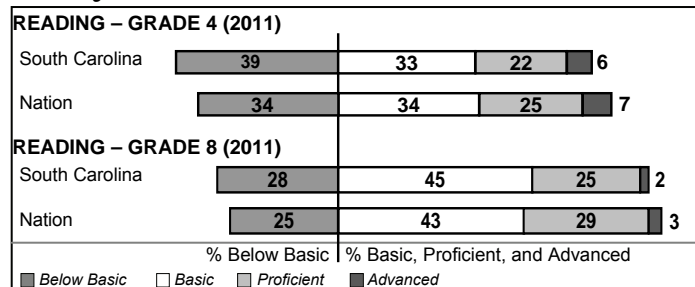 READING – GRADE 4 (2011)
South Carolina 39 33 22 6
Nation 34 34 25 7
READING – GRADE 8 (2011)
South Carolina 28 45 25 2
Nation 25 43 29 3
% Below Basic % Basic, Proficient, and Advanced
Below Basic Basic Proficient Advanced